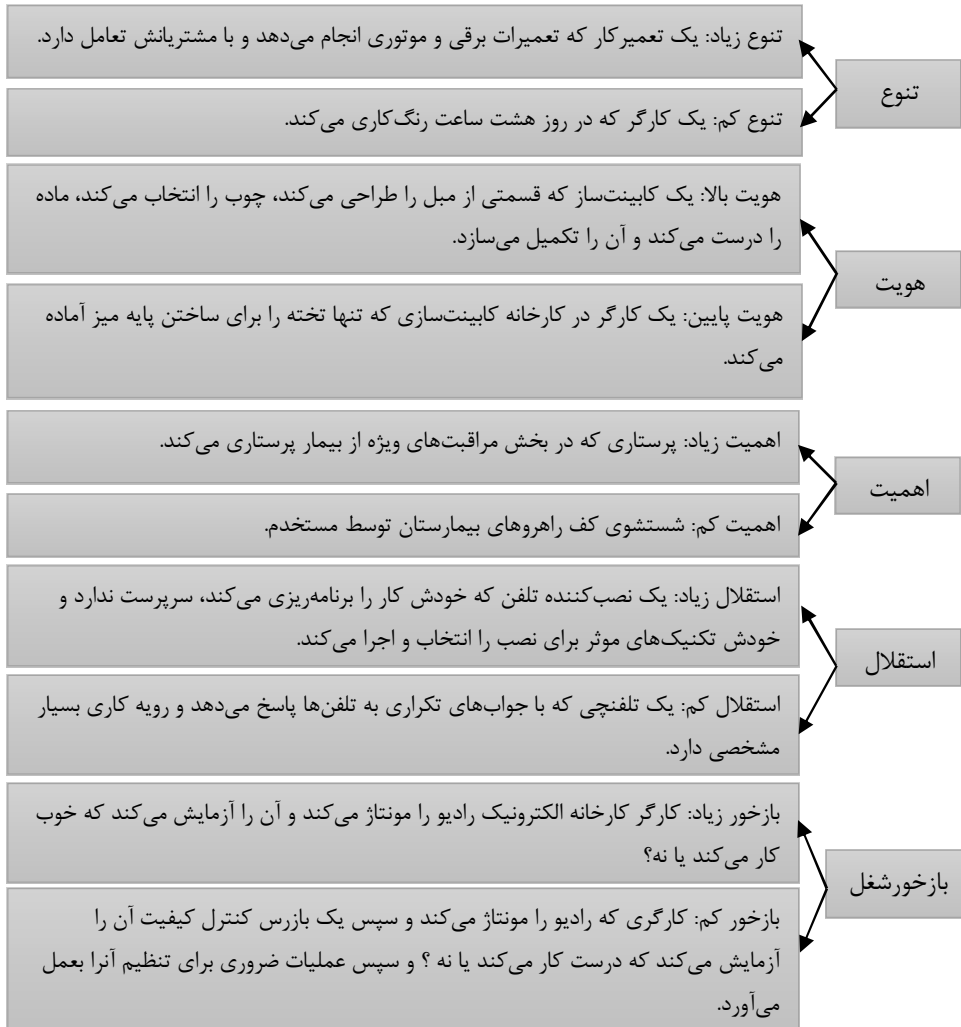 تنوع
تنوع زیاد: یک تعمیرکار که تعمیرات برقی و موتوری انجام می‌دهد و با مشتریانش تعامل دارد.
تنوع کم: یک کارگر که در روز هشت ساعت رنگ‌کاری می‌کند.
هویت
هویت بالا: یک کابینت‌ساز که قسمتی از مبل را طراحی می‌کند، چوب را انتخاب می‌کند، ماده
را درست می‌کند و آن را تکمیل می‌سازد.
هویت پایین: یک کارگر در کارخانه کابینت‌سازی که تنها تخته را برای ساختن پایه میز آماده
می‌کند.
اهمیت
اهمیت زیاد: پرستاری که در بخش مراقبت‌های ویژه از بیمار پرستاری می‌کند.
اهمیت کم: شستشوی کف راهروهای بیمارستان توسط مستخدم.
استقلال
استقلال زیاد: یک نصب‌کننده تلفن که خودش کار را برنامه‌ریزی می‌کند، سرپرست ندارد و
خودش تکنیک‌های موثر برای نصب را انتخاب و اجرا می‌کند.
استقلال کم: یک تلفنچی که با جواب‌های تکراری به تلفن‌ها پاسخ می‌دهد و رویه کاری بسیار
مشخصی دارد.
بازخورشغل
بازخور زیاد: کارگر کارخانه الکترونیک رادیو را مونتاژ می‌کند و آن را آزمایش می‌کند که خوب
کار می‌کند یا نه؟
بازخور کم: کارگری که رادیو را مونتاژ می‌کند و سپس یک بازرس کنترل کیفیت آن را
آزمایش می‌کند که درست کار می‌کند یا نه ؟ و سپس عملیات ضروری برای تنظیم آنرا بعمل
می‌آورد.